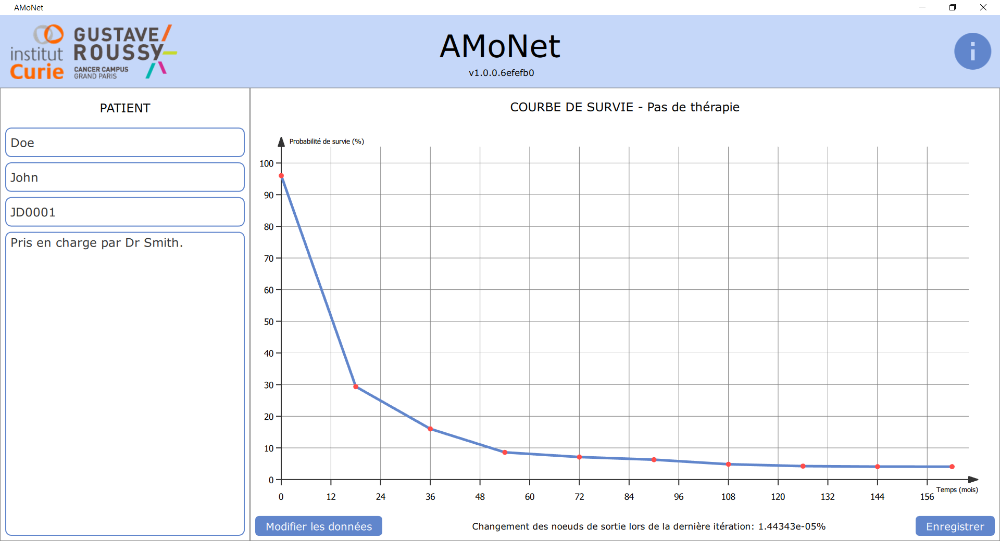 AMoNet
institut
Curie
GUSTAVE
ROUSSY
CANCER CAMPUS
GRAND PARIS
AMoNet
v1.0.0.6efefb0
i
PATIENT
Doe
John
JD0001
Pris en charge par Dr Smith.
COURBE DE SURVIE - Pas de thérapie
Probabilité de survie (%)
100
90
80
70
60
50
40
30
20
10
0
0 12 24 36 48 60 72 84 96 108 120 132 144 156
Temps (mois)
Modifier les données
Changement des noeuds de sortie lors de la dernière itération: 1.44343e-05%
Enregistrer